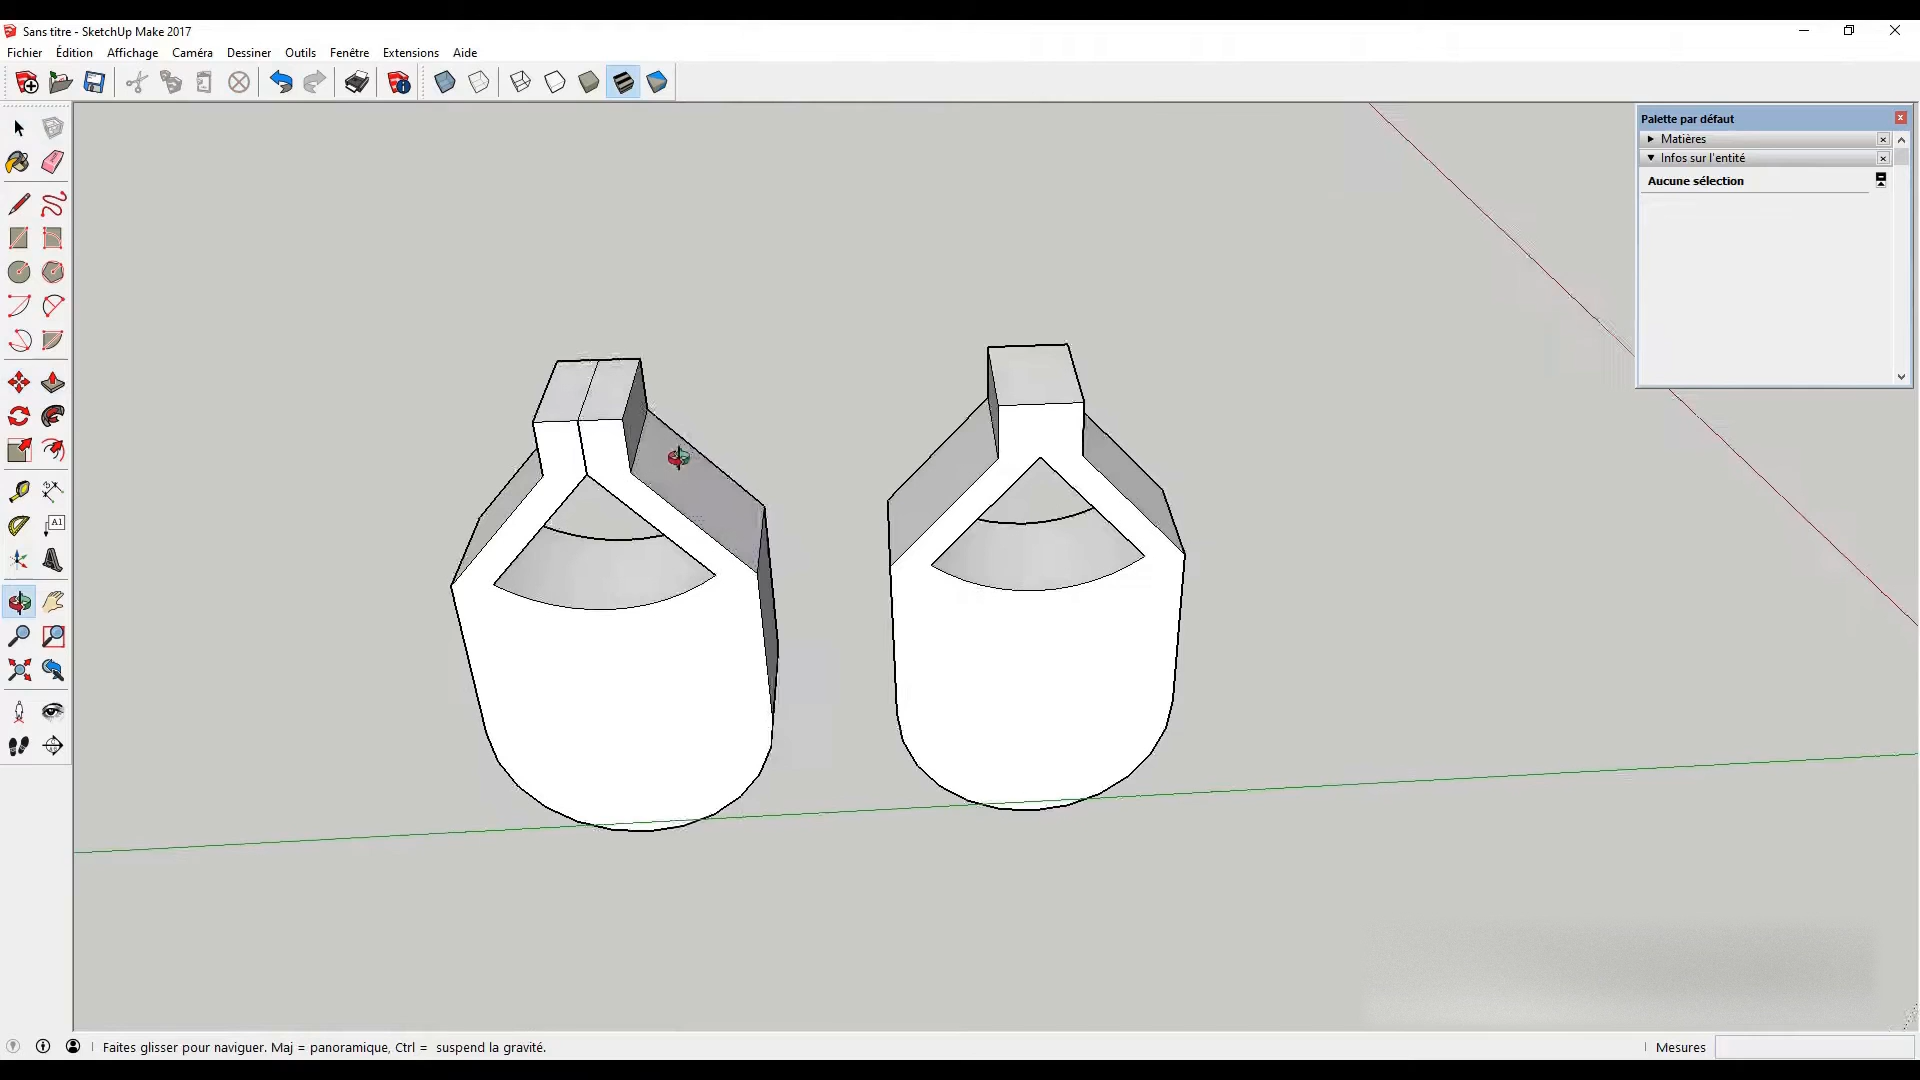 Sans titre - SketchUp Make 2017
Fichier Édition Affichage Caméra Dessiner Outils Fenêtre Extensions Aide
Palette par défaut
Matières
Infos sur l'entité
Aucune sélection
A1
Faites glisser pour naviguer. Maj = panoramique, Ctrl = suspend la gravité.
Mesures